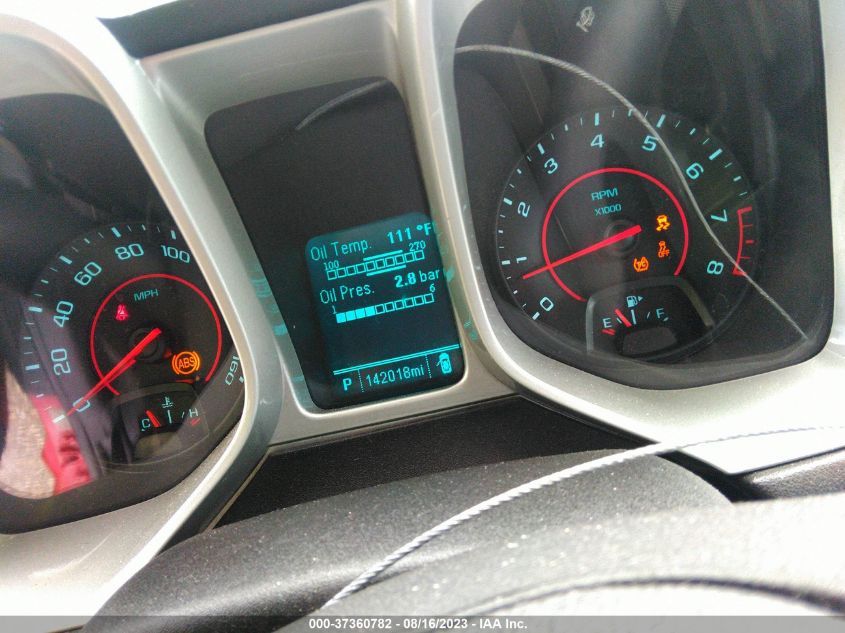 20
40
60
80
100
160
0
MPH
ABS
C
H
Oil Temp. 111 °F
100 270
Oil Pres. 2.8 bar
1 6
P 142018mi
0
1
2
3
4
5
6
7
8
RPM
X1000
OFF
E
F
000-37360782 - 08/16/2023 - IAA Inc.